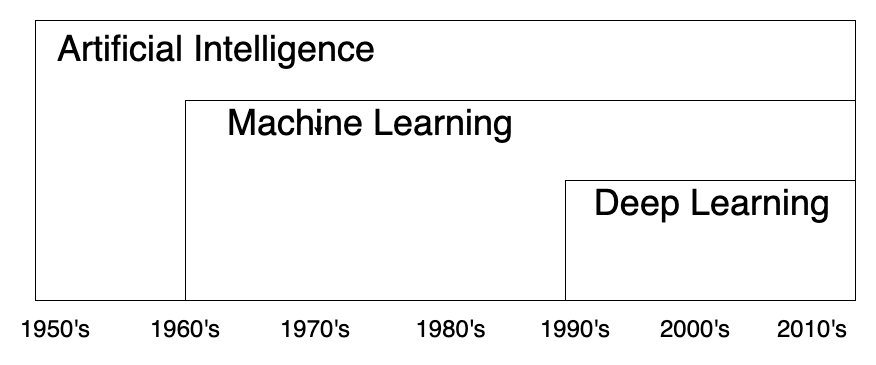 Artificial Intelligence
Machine Learning
Deep Learning
1950's 1960's 1970's 1980's 1990's 2000's 2010's